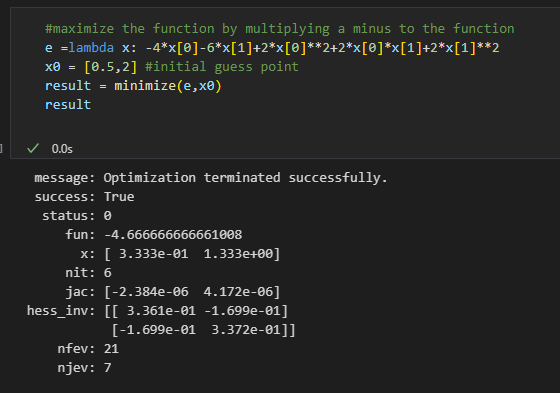 #maximize the function by multiplying a minus to the function
e =lambda x: -4*x[0]-6*x[1]+2*x[0]**2+2*x[0]*x[1]+2*x[1]**2
x0 = [0.5,2] #initial guess point
result = minimize(e,x0)
result
✓ 0.0s
message: Optimization terminated successfully.
success: True
status: 0
fun: -4.666666666661008
x: [ 3.333e-01  1.333e+00]
nit: 6
jac: [-2.384e-06  4.172e-06]
hess_inv: [[ 3.361e-01 -1.699e-01]
[-1.699e-01  3.372e-01]]
nfev: 21
njev: 7